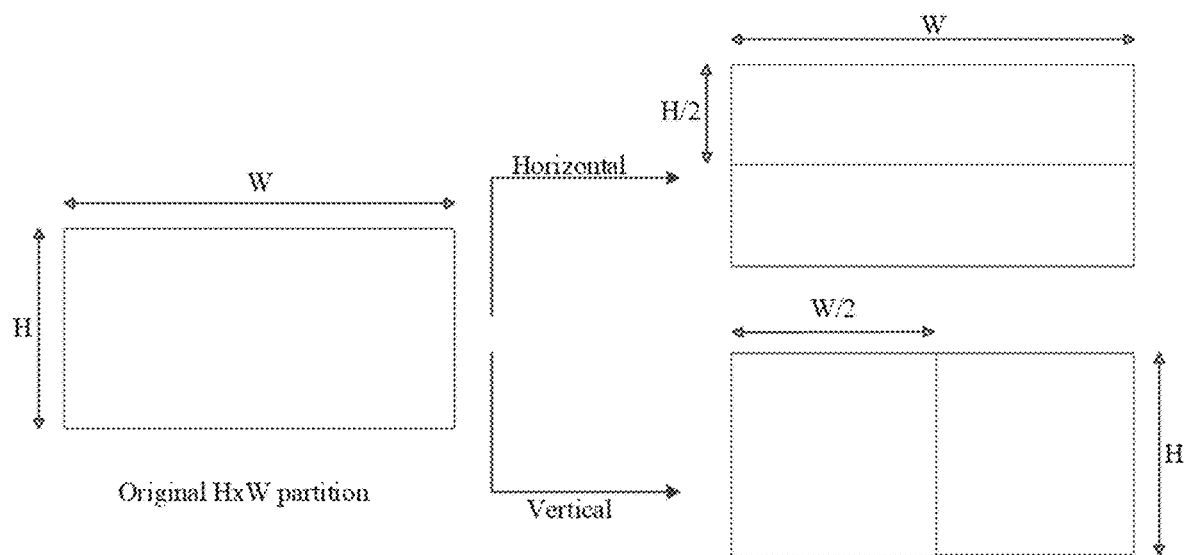 W
H
Original HxW partition
Horizontal
Vertical
W
H/2
W/2
H